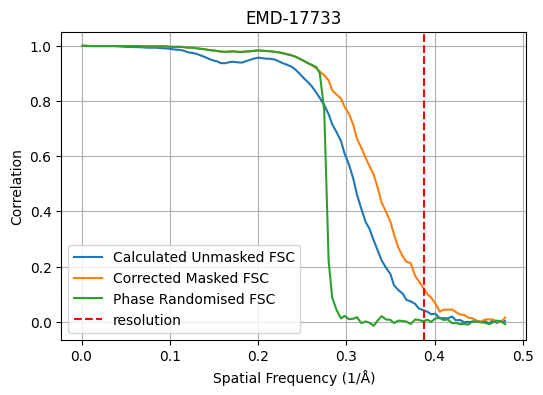 EMD-17733
1.0
0.8
0.6
0.4
0.2
0.0
Correlation
Calculated Unmasked FSC
Corrected Masked FSC
Phase Randomised FSC
resolution
0.0 0.1 0.2 0.3 0.4 0.5
Spatial Frequency (1/Å)